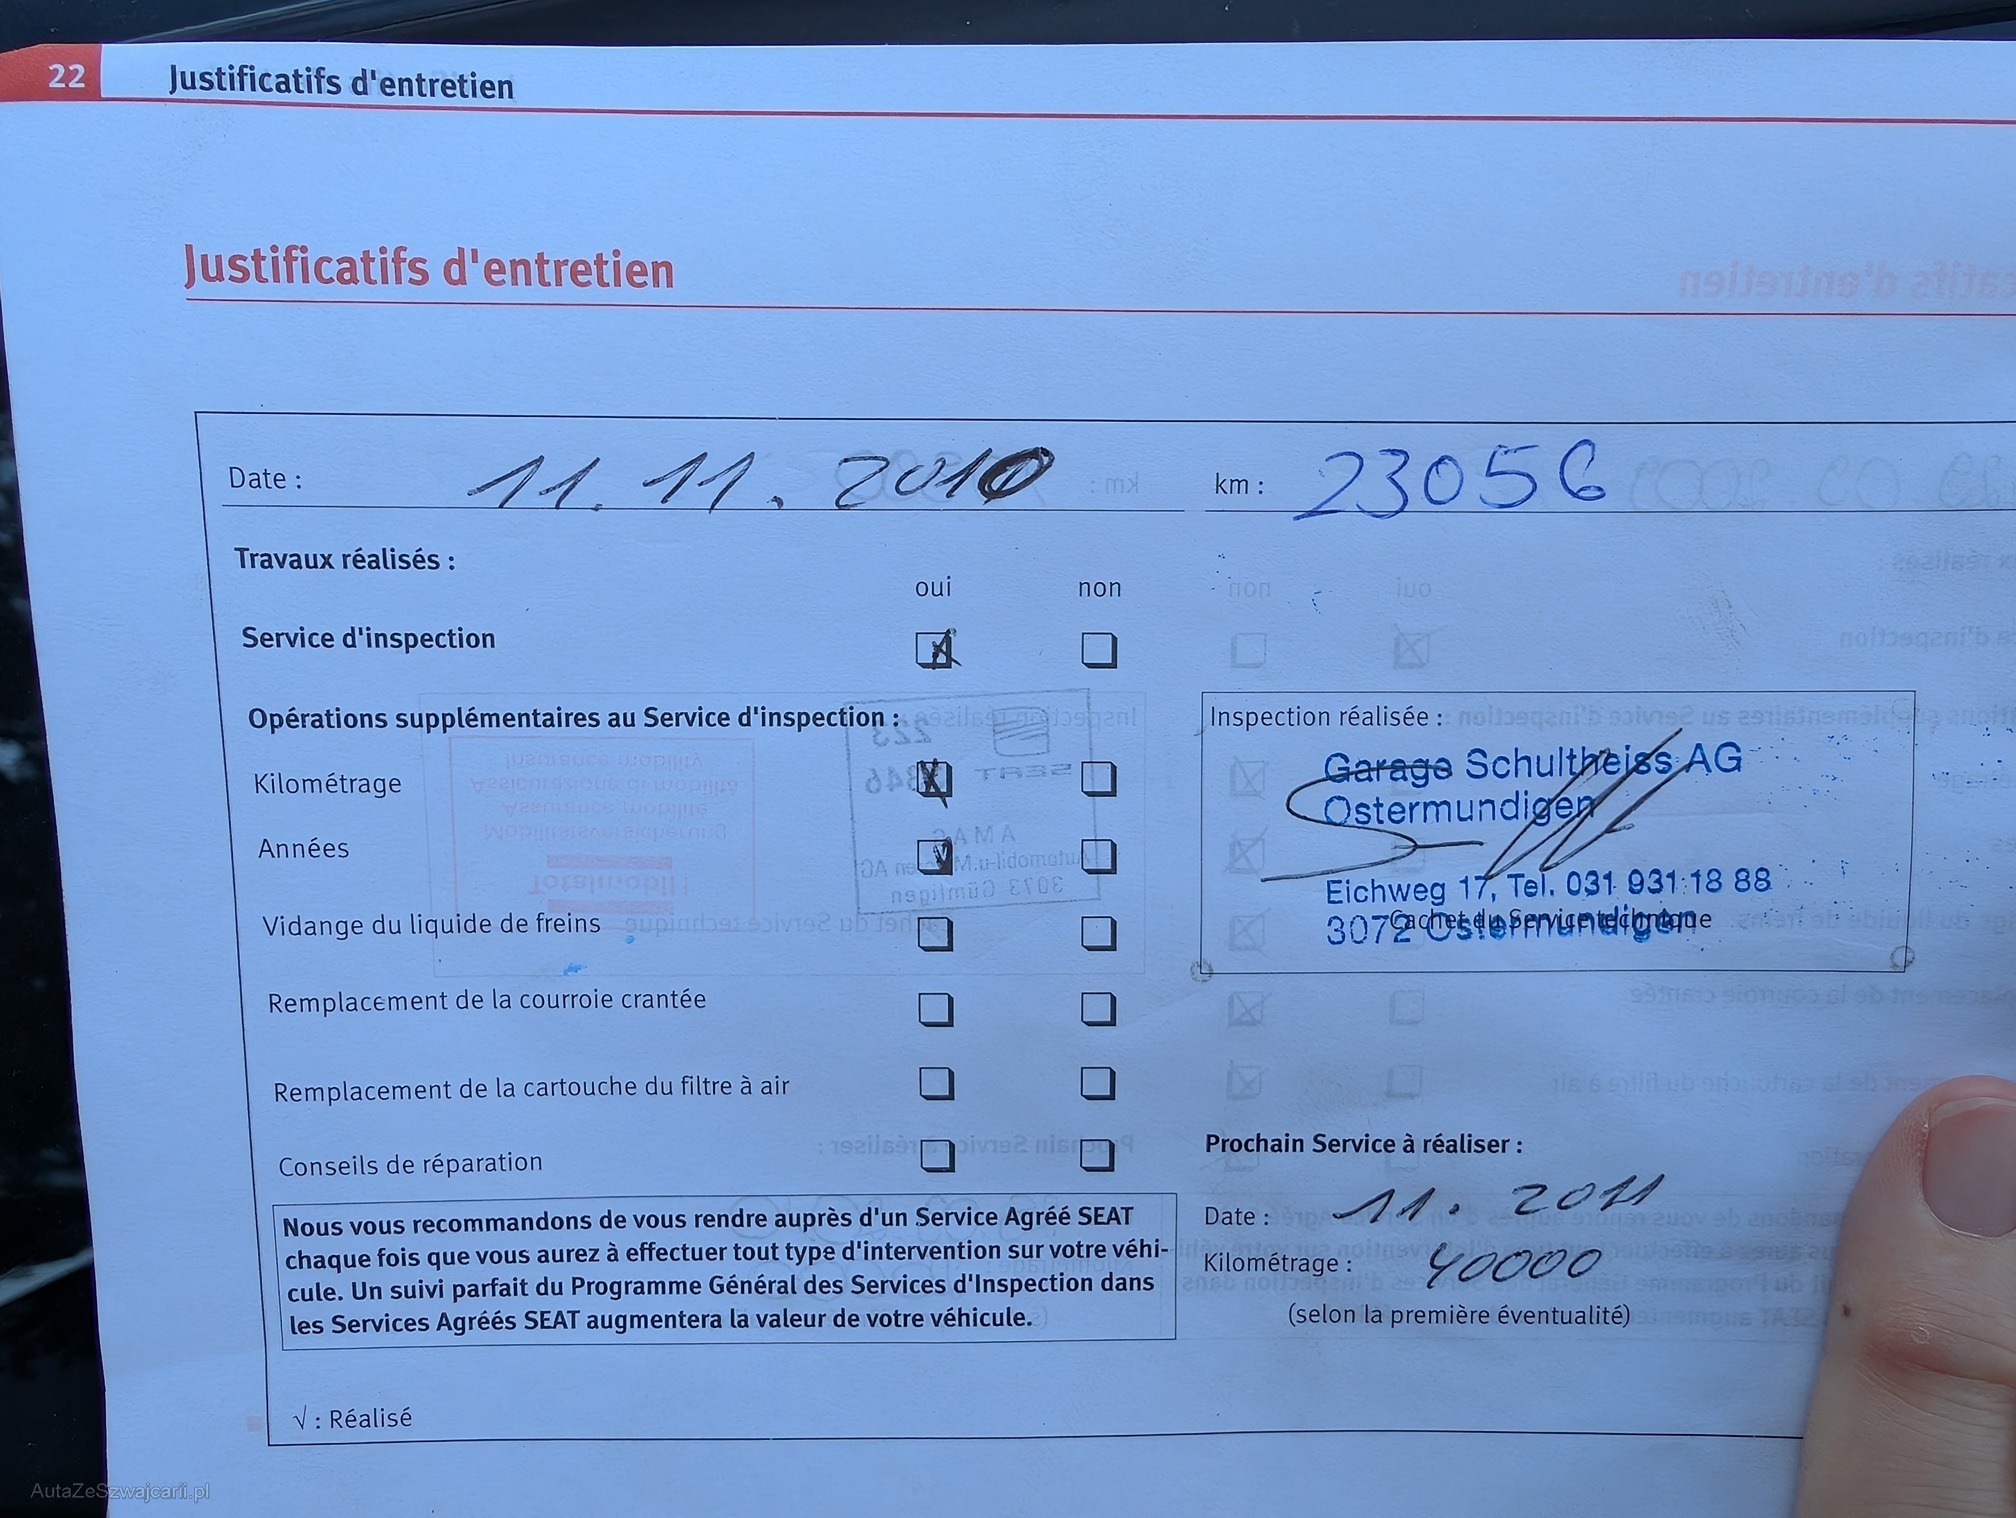 22 Justificatifs d'entretien
Justificatifs d'entretien
Date : 11. 11. 2010 km : 23056
Travaux réalisés :
oui non
Service d'inspection
Opérations supplémentaires au Service d'inspection :
Kilométrage
Années
Vidange du liquide de freins
Remplacement de la courroie crantée
Remplacement de la cartouche du filtre à air
Conseils de réparation
Inspection réalisée :
Garage Schultheiss AG
Ostermundigen
Eichweg 17, Tel. 031 931 18 88
3072 Ostermundigen
Cachet du Service technique
Prochain Service à réaliser :
Date : 11. 2011
Kilométrage : 40000
(selon la première éventualité)
Nous vous recommandons de vous rendre auprès d'un Service Agréé SEAT
chaque fois que vous aurez à effectuer tout type d'intervention sur votre véhi-
cule. Un suivi parfait du Programme Général des Services d'Inspection dans
les Services Agréés SEAT augmentera la valeur de votre véhicule.
√ : Réalisé
AutaZeSzwajcarii.pl